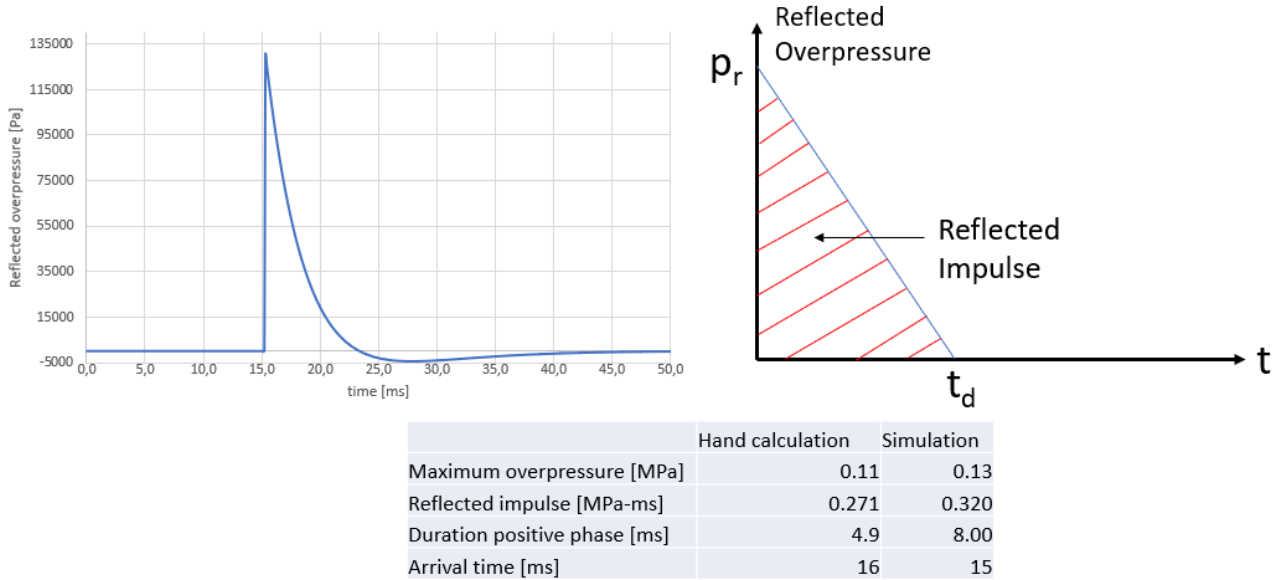 135000
115000
95000
75000
55000
35000
15000
-5000
Reflected overpressure [Pa]
0,0 5,0 10,0 15,0 20,0 25,0 30,0 35,0 40,0 45,0 50,0
time [ms]
Reflected
Overpressure
pr
Reflected
Impulse
t
td
Hand calculation Simulation
Maximum overpressure [MPa] 0.11 0.13
Reflected impulse [MPa-ms] 0.271 0.320
Duration positive phase [ms] 4.9 8.00
Arrival time [ms] 16 15